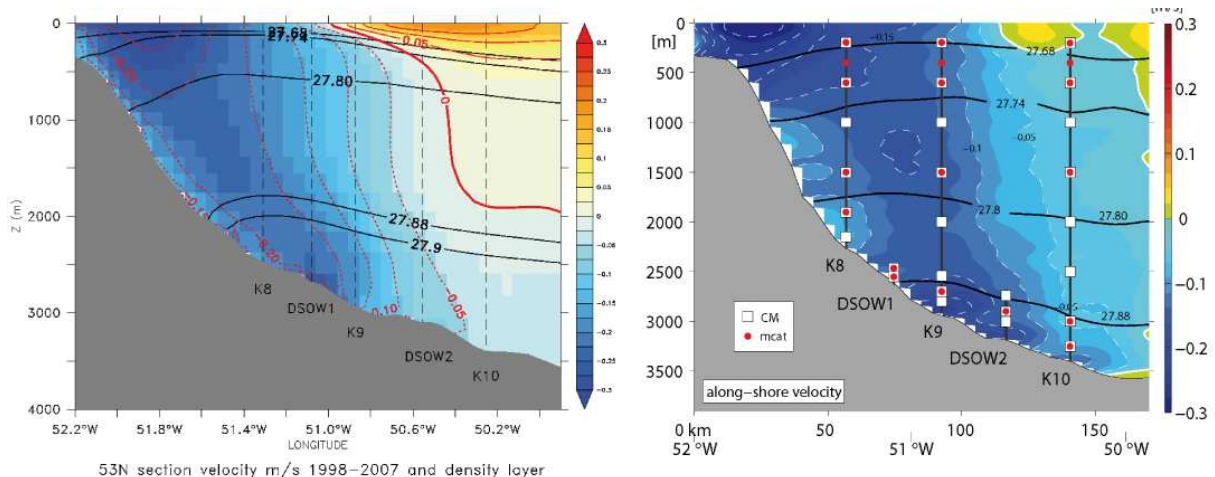 0
1000
2000
3000
4000
Z (m)
27.65
27.74
27.80
27.88
27.9
0.05
0
-0.20
0.10
-0.05
K8
DSOW1
K9
DSOW2
K10
52.2°W 51.8°W 51.4°W 51.0°W 50.6°W 50.2°W
LONGITUDE
53N section velocity m/s 1998-2007 and density layer
0.3
0.25
0.2
0.15
0.1
0.05
0
-0.05
-0.1
-0.15
-0.2
-0.25
-0.3
[m/s]
0
[m]
500
1000
1500
2000
2500
3000
3500
-0.15
27.68
27.74
-0.05
-0.1
27.8
27.80
-0.05
27.88
K8
DSOW1
K9
DSOW2
K10
CM
mcat
along-shore velocity
0 km 50 100 150
52°W 51°W 50°W
0.3
0.2
0.1
0
-0.1
-0.2
-0.3